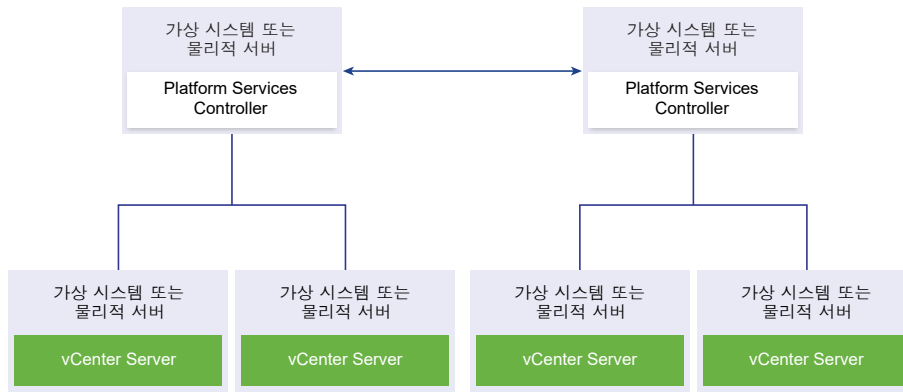 가상 시스템 또는
물리적 서버
Platform Services
Controller
가상 시스템 또는
물리적 서버
Platform Services
Controller
가상 시스템 또는
물리적 서버
vCenter Server
가상 시스템 또는
물리적 서버
vCenter Server
가상 시스템 또는
물리적 서버
vCenter Server
가상 시스템 또는
물리적 서버
vCenter Server